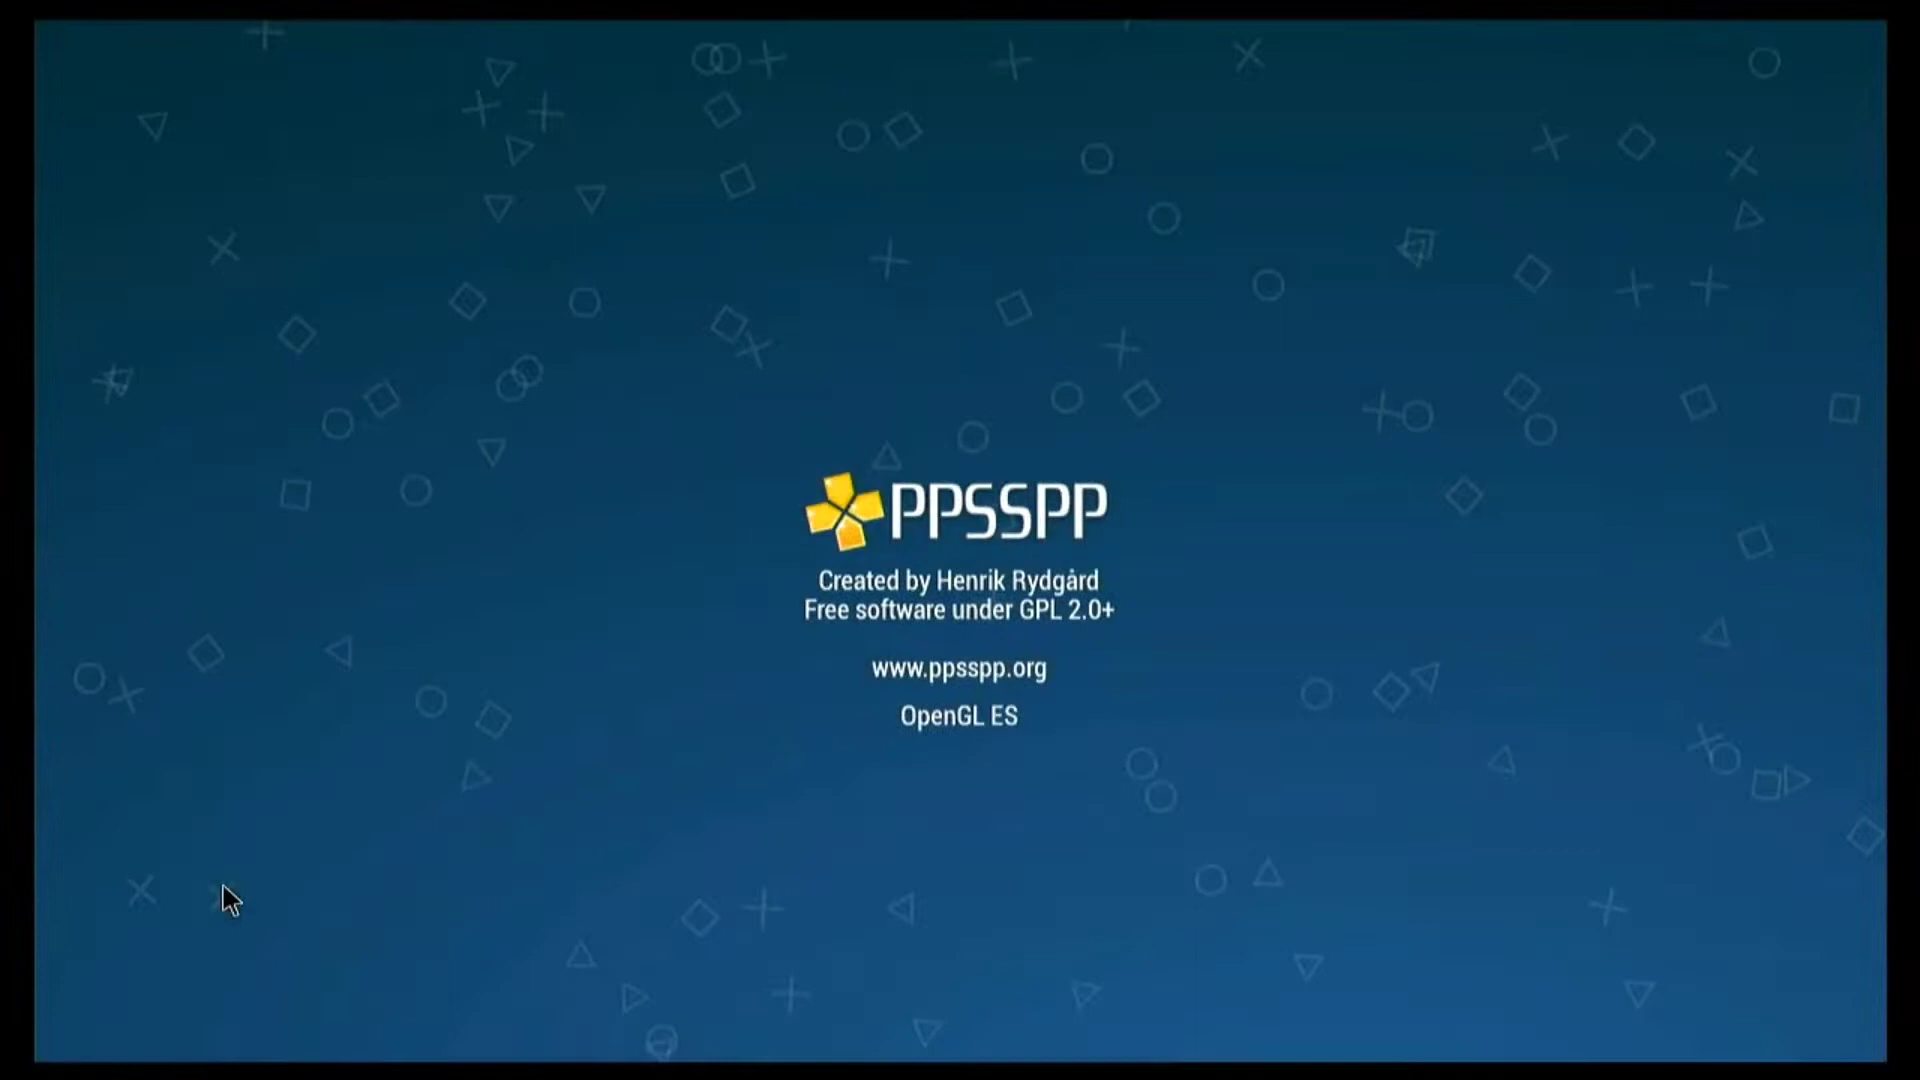 PPSSPP
Created by Henrik Rydgård
Free software under GPL 2.0+
www.ppsspp.org
OpenGL ES